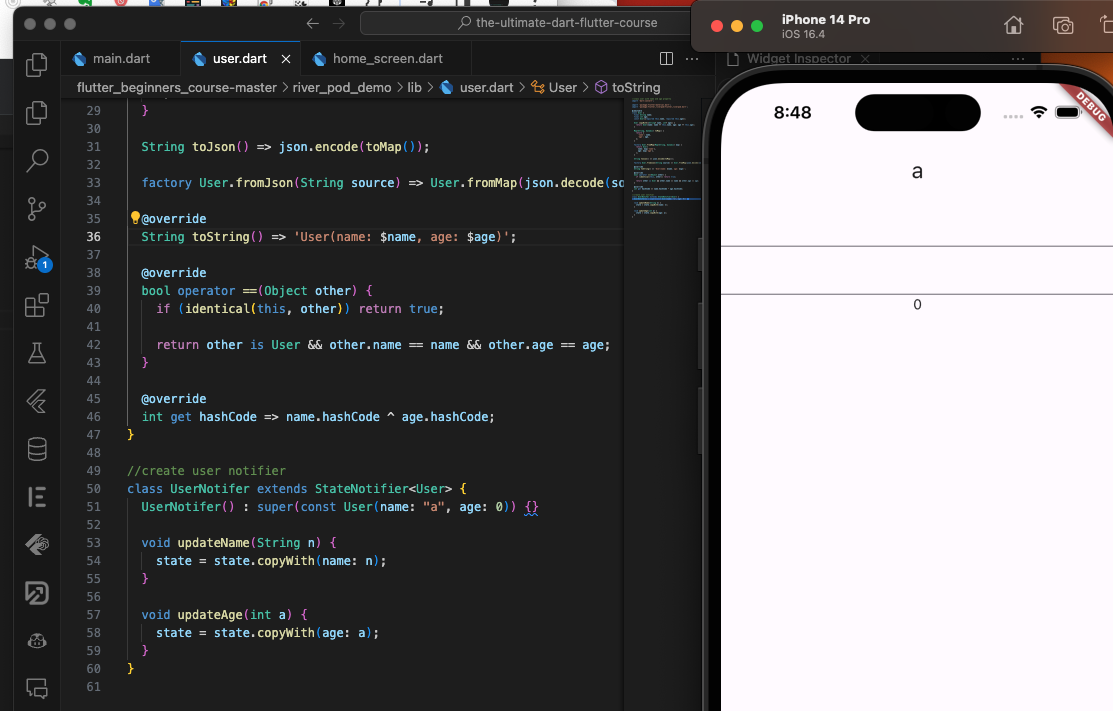 the-ultimate-dart-flutter-course
iPhone 14 Pro
iOS 16.4
main.dart
user.dart
home_screen.dart
Widget Inspector
flutter_beginners_course-master > river_pod_demo > lib > user.dart > User > toString
29 }
30
31 String toJson() => json.encode(toMap());
32
33 factory User.fromJson(String source) => User.fromMap(json.decode(so
34
35 @override
36 String toString() => 'User(name: $name, age: $age)';
37
38 @override
39 bool operator ==(Object other) {
40 if (identical(this, other)) return true;
41
42 return other is User && other.name == name && other.age == age;
43 }
44
45 @override
46 int get hashCode => name.hashCode ^ age.hashCode;
47 }
48
49 //create user notifier
50 class UserNotifer extends StateNotifier<User> {
51 UserNotifer() : super(const User(name: "a", age: 0)) {}
52
53 void updateName(String n) {
54 state = state.copyWith(name: n);
55 }
56
57 void updateAge(int a) {
58 state = state.copyWith(age: a);
59 }
60 }
61
1
8:48
DEBUG
a
0